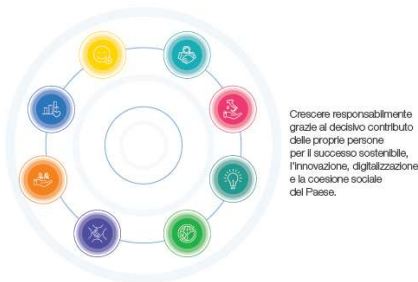 Crescere responsabilmente
grazie al decisivo contributo
delle proprie persone
per il successo sostenibile,
l'innovazione, digitalizzazione
e la coesione sociale
del Paese.